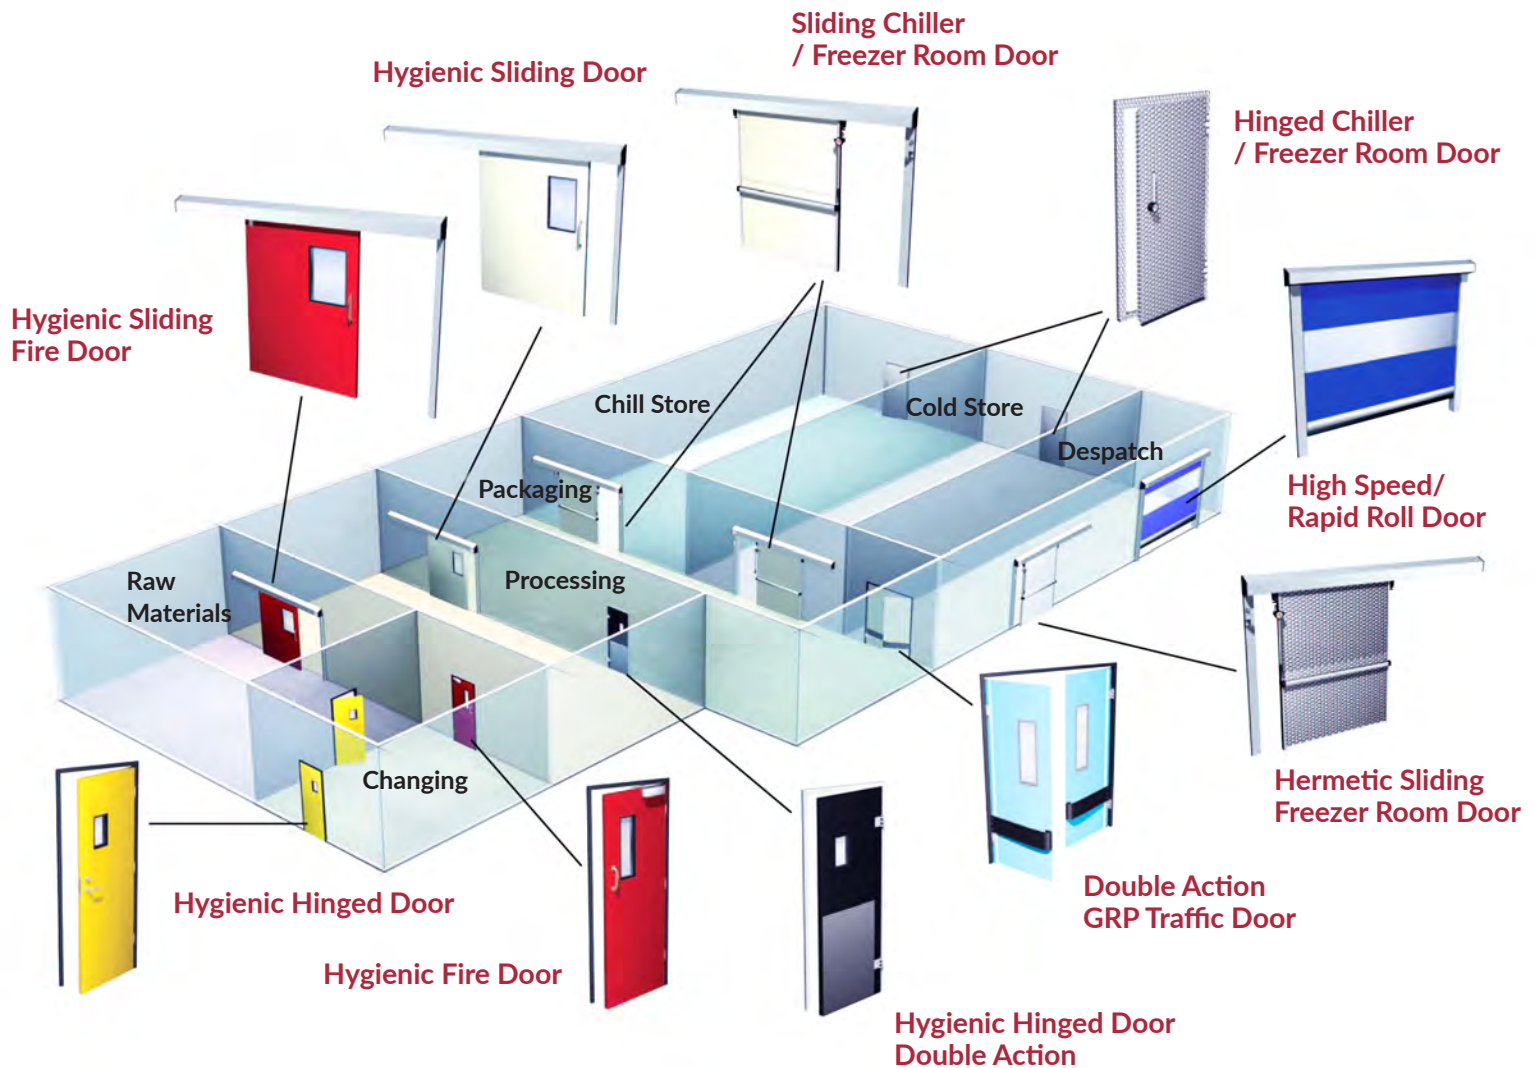 Sliding Chiller
/ Freezer Room Door
Hygienic Sliding Door
Hinged Chiller
/ Freezer Room Door
Hygienic Sliding
Fire Door
Chill Store
Cold Store
Despatch
Packaging
High Speed/
Rapid Roll Door
Raw
Materials
Processing
Changing
Hermetic Sliding
Freezer Room Door
Hygienic Hinged Door
Double Action
GRP Traffic Door
Hygienic Fire Door
Hygienic Hinged Door
Double Action